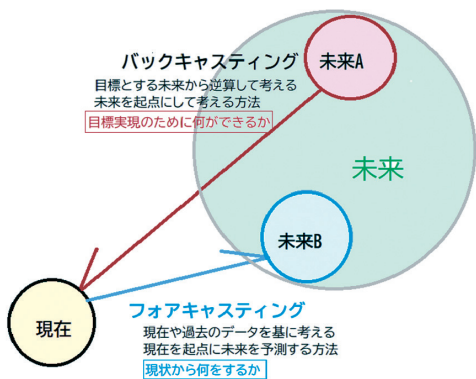 バックキャスティング
目標とする未来から逆算して考える
未来を起点にして考える方法
目標実現のために何ができるか
未来A
未来
未来B
現在
フォアキャスティング
現在や過去のデータを基に考える
現在を起点に未来を予測する方法
現状から何をするか